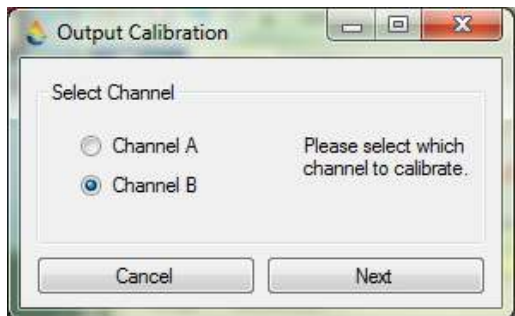 Output Calibration
Select Channel
Channel A
Channel B
Please select which
channel to calibrate.
Cancel
Next